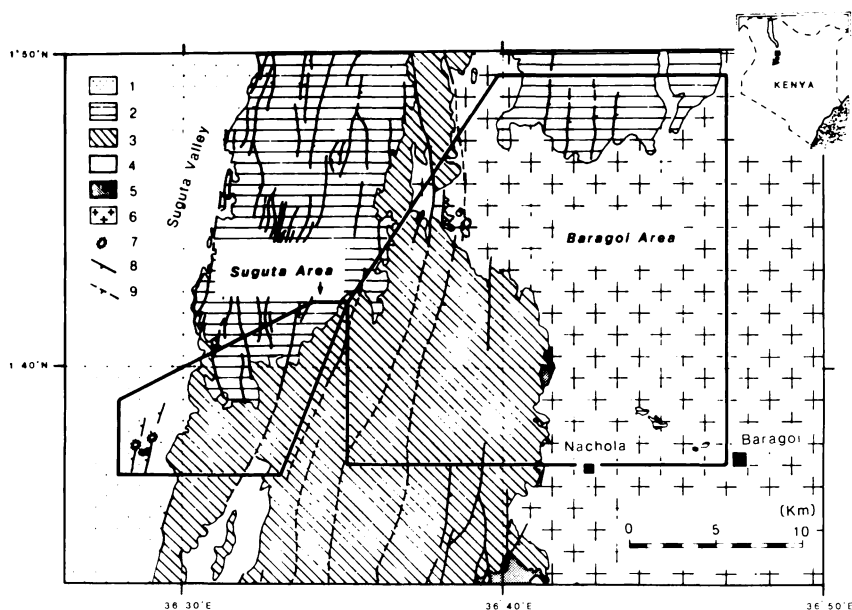 1°50'N
KENYA
1
2
3
4
5
6
7
8
9
Suguta Valley
Suguta Area
Baragoi Area
1°40'
Nachola
Baragoi
(Km)
0 5 10
36°30'E
36°40'E
36°50'E